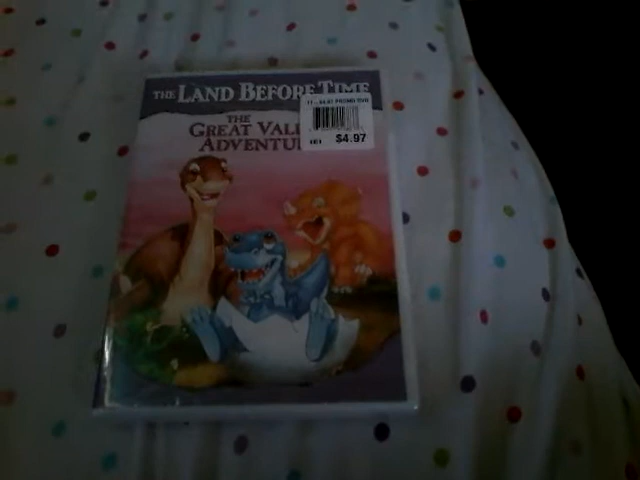 THE LAND BEFORE TIME
THE
GREAT VALL
ADVENTU
$4.97